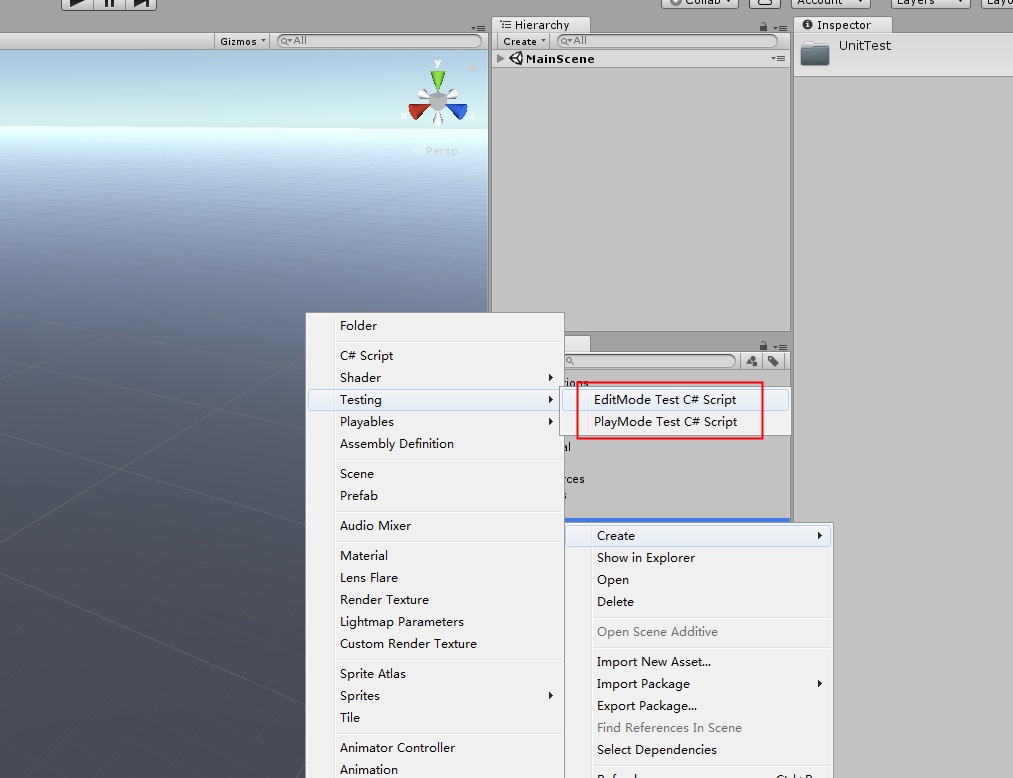 Collab
Account
Layers
Gizmos
All
Hierarchy
Create
All
MainScene
Inspector
UnitTest
y
x
Persp
Folder
C# Script
Shader
Testing
Playables
Assembly Definition
Scene
Prefab
Audio Mixer
Material
Lens Flare
Render Texture
Lightmap Parameters
Custom Render Texture
Sprite Atlas
Sprites
Tile
Animator Controller
Animation
EditMode Test C# Script
PlayMode Test C# Script
Create
Show in Explorer
Open
Delete
Open Scene Additive
Import New Asset...
Import Package
Export Package...
Find References In Scene
Select Dependencies